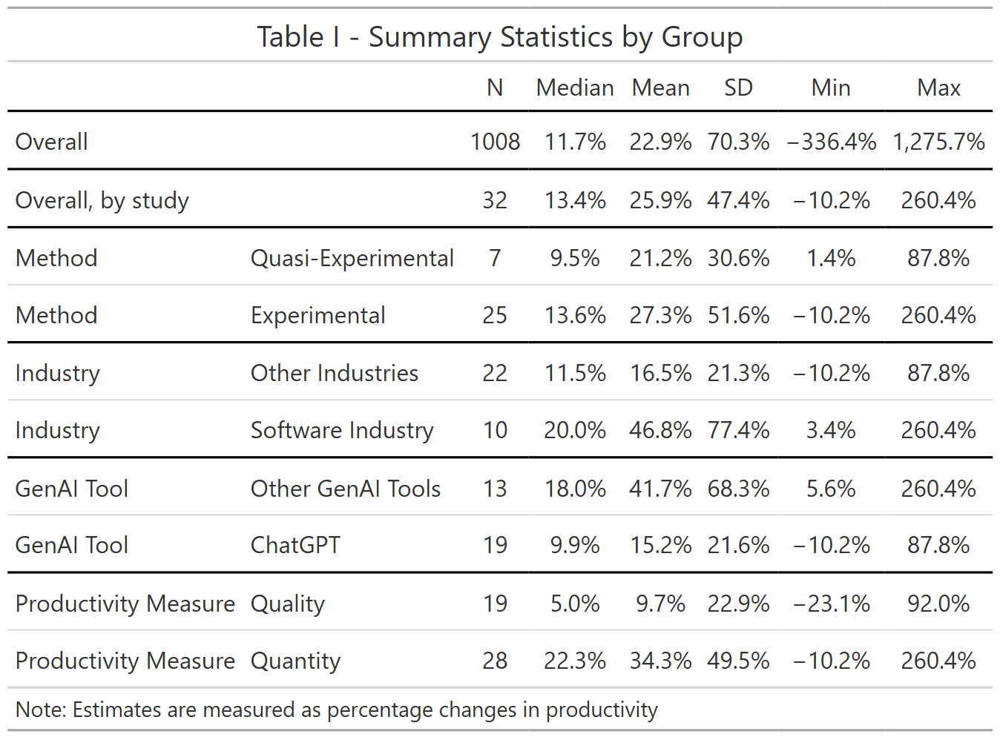 Table I - Summary Statistics by Group
N Median Mean SD Min Max
Overall 1008 11.7% 22.9% 70.3% −336.4% 1,275.7%
Overall, by study 32 13.4% 25.9% 47.4% −10.2% 260.4%
Method Quasi-Experimental 7 9.5% 21.2% 30.6% 1.4% 87.8%
Method Experimental 25 13.6% 27.3% 51.6% −10.2% 260.4%
Industry Other Industries 22 11.5% 16.5% 21.3% −10.2% 87.8%
Industry Software Industry 10 20.0% 46.8% 77.4% 3.4% 260.4%
GenAI Tool Other GenAI Tools 13 18.0% 41.7% 68.3% 5.6% 260.4%
GenAI Tool ChatGPT 19 9.9% 15.2% 21.6% −10.2% 87.8%
Productivity Measure Quality 19 5.0% 9.7% 22.9% −23.1% 92.0%
Productivity Measure Quantity 28 22.3% 34.3% 49.5% −10.2% 260.4%
Note: Estimates are measured as percentage changes in productivity